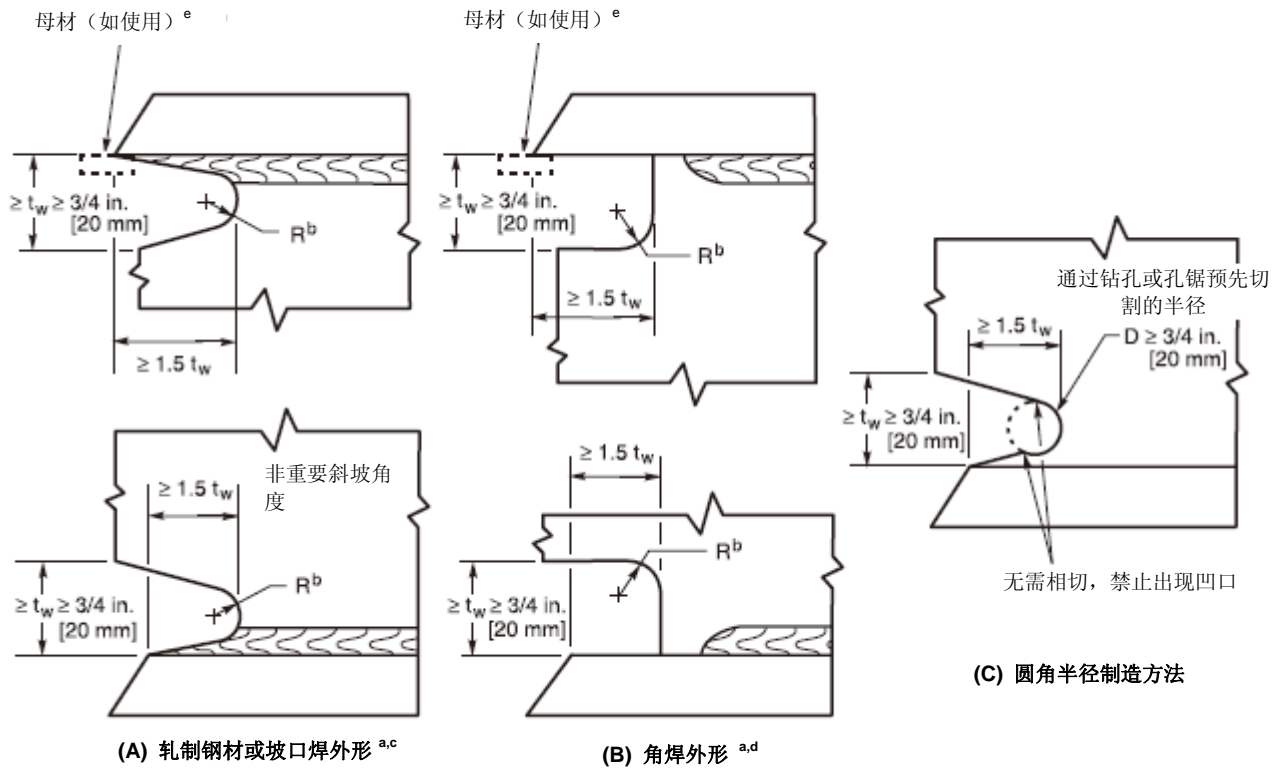 母材（如使用）e
≥ tw ≥ 3/4 in.
[20 mm]
Rb
≥ 1.5 tw
≥ 1.5 tw
非重要斜坡角
度
Rb
≥ tw ≥ 3/4 in.
[20 mm]
(A) 轧制钢材或坡口焊外形 a,c
母材（如使用）e
≥ tw ≥ 3/4 in.
[20 mm]
Rb
≥ 1.5 tw
≥ 1.5 tw
Rb
≥ tw ≥ 3/4 in.
[20 mm]
(B) 角焊外形 a,d
通过钻孔或孔锯预先切
割的半径
≥ 1.5 tw
D ≥ 3/4 in.
[20 mm]
≥ tw ≥ 3/4 in.
[20 mm]
无需相切，禁止出现凹口
(C) 圆角半径制造方法